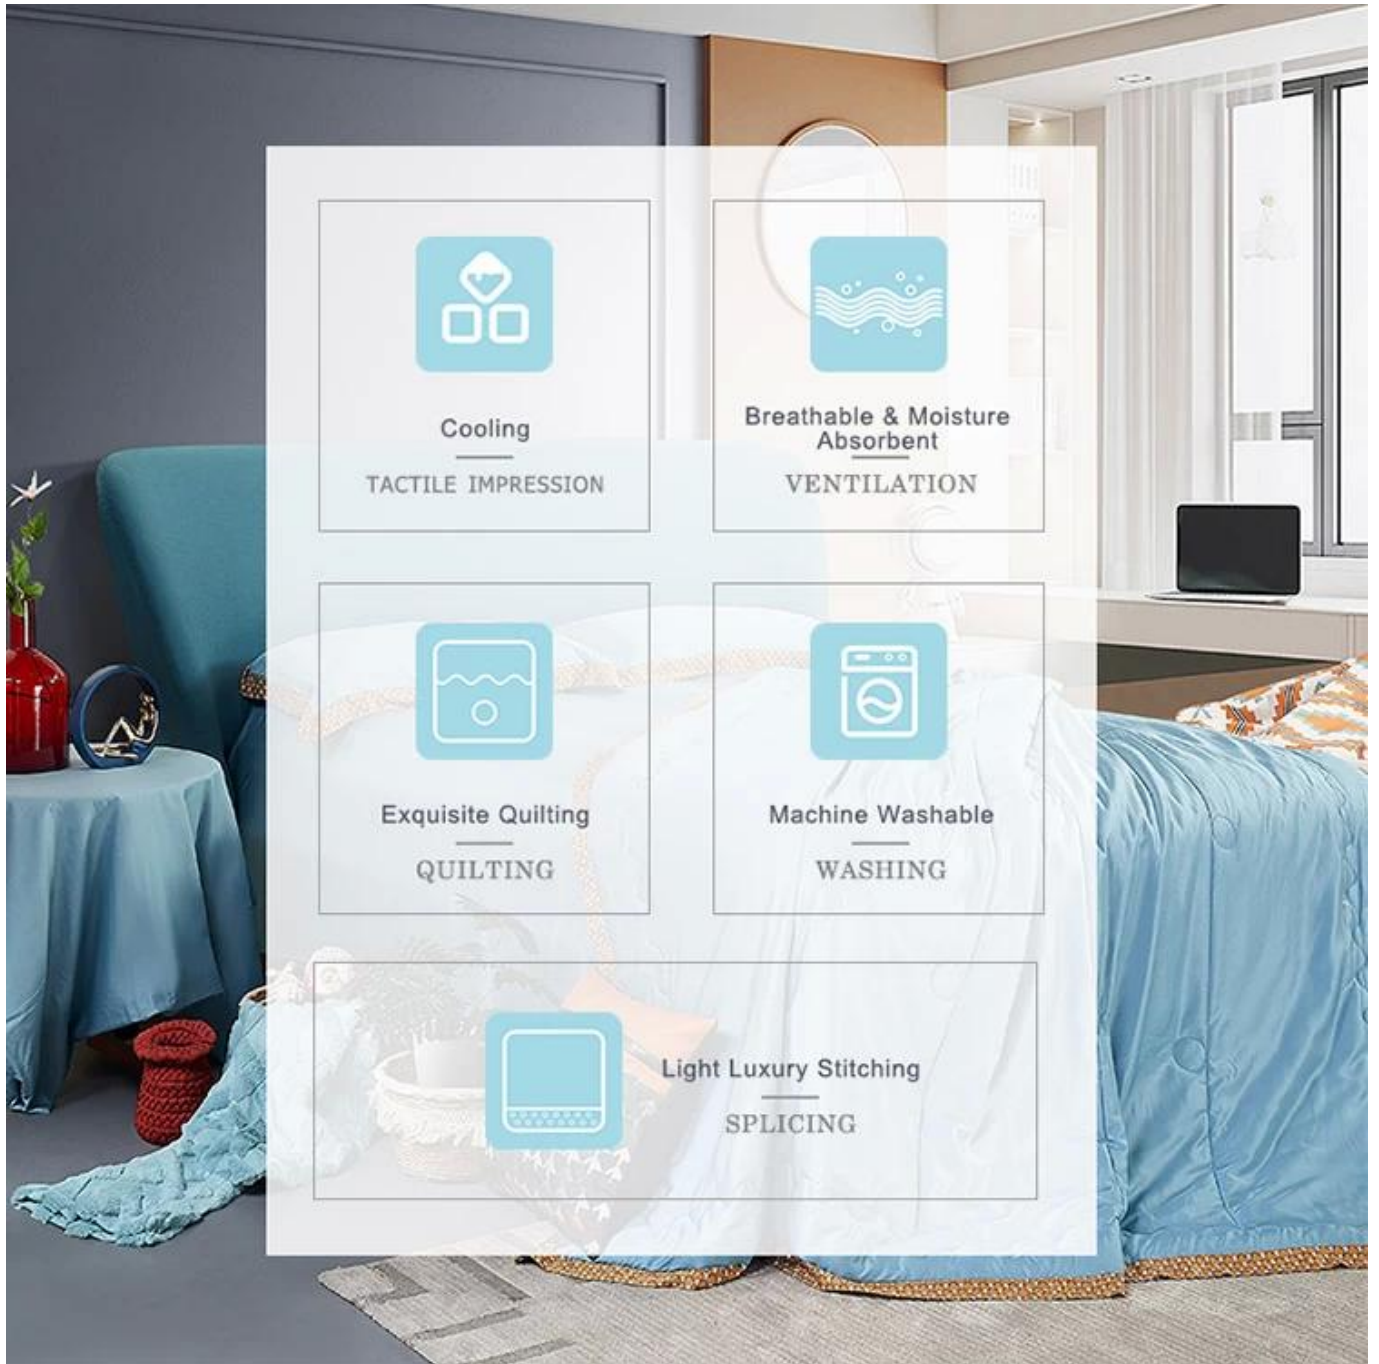 Cooling
TACTILE IMPRESSION
Breathable & Moisture
Absorbent
VENTILATION
Exquisite Quilting
QUILTING
Machine Washable
WASHING
Light Luxury Stitching
SPLICING